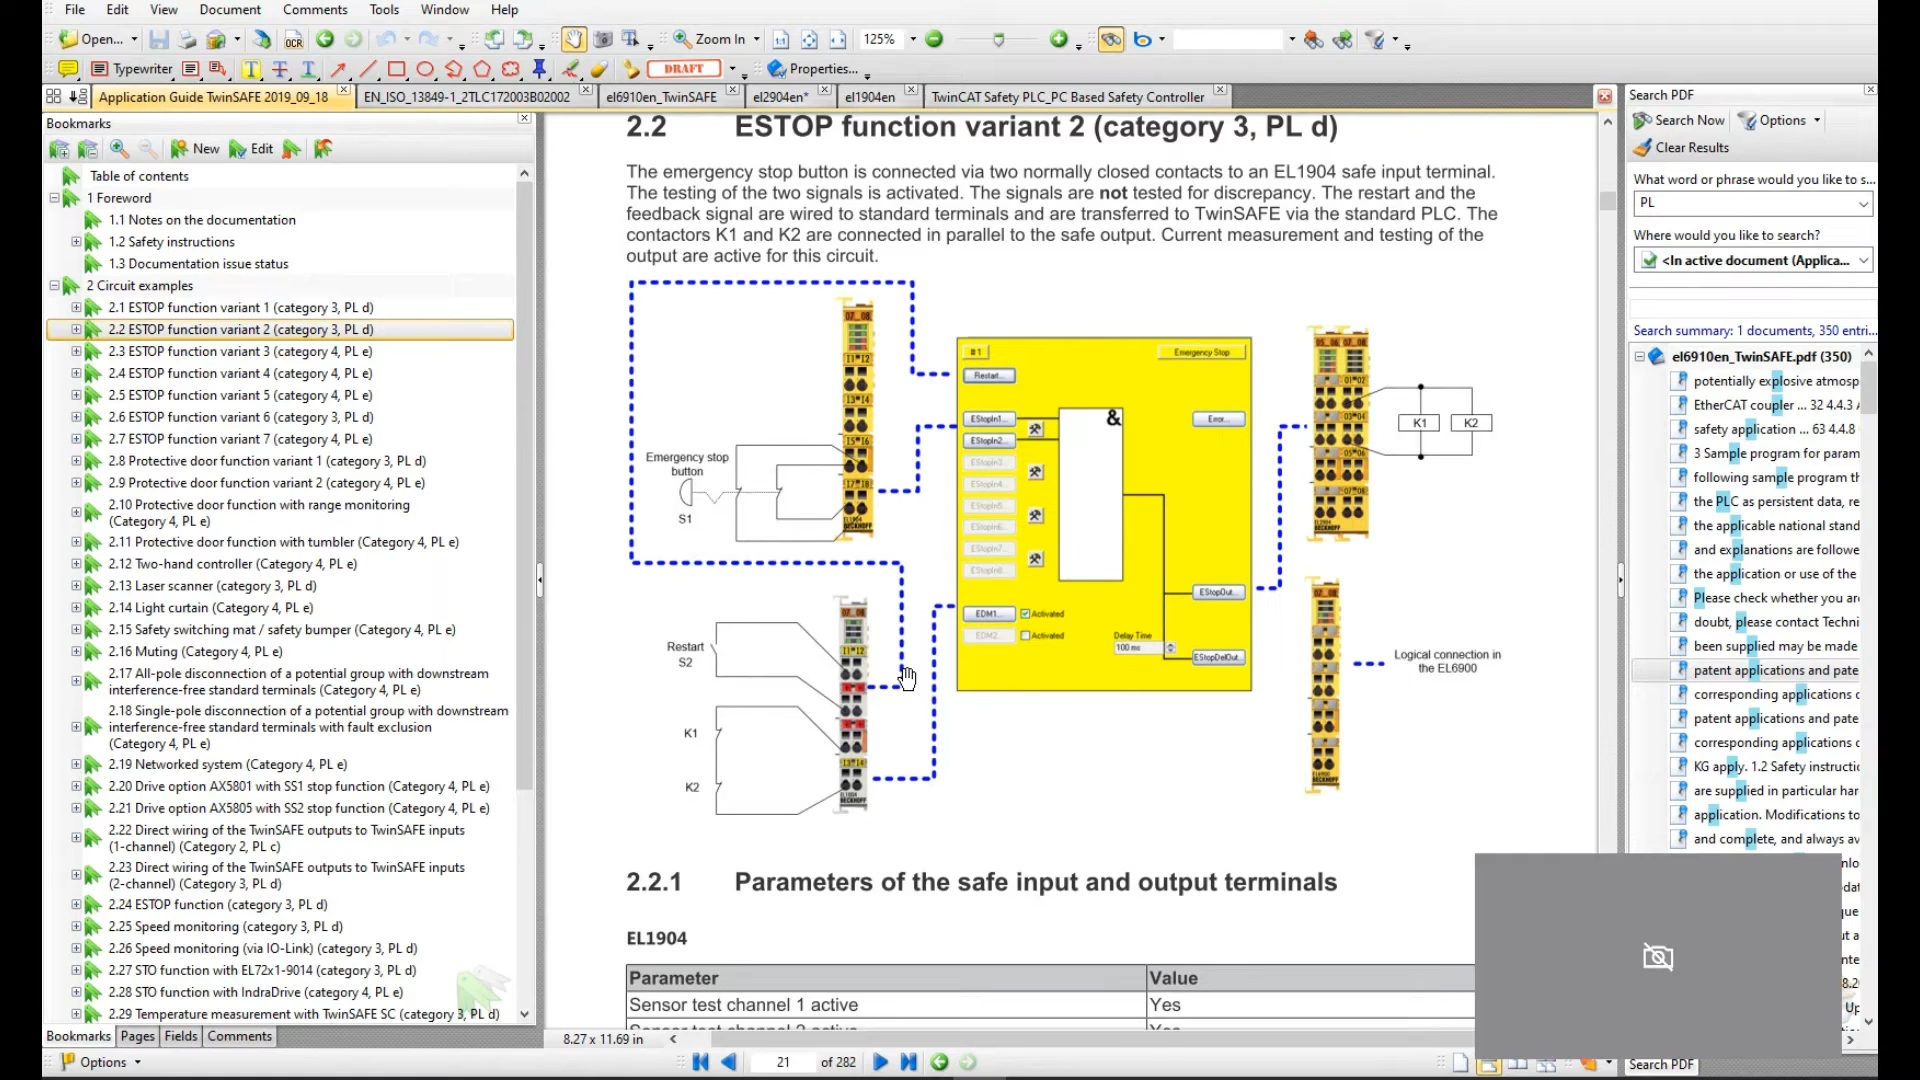 File Edit View Document Comments Tools Window Help
Open... OCR Zoom In 125%
Typewriter DRAFT Properties...
Application Guide TwinSAFE 2019_09_18 EN_ISO_13849-1_2TLC172003B02002 el6910en_TwinSAFE el2904en* el1904en TwinCAT Safety PLC_PC Based Safety Controller
Bookmarks
New Edit
Table of contents
1 Foreword
1.1 Notes on the documentation
1.2 Safety instructions
1.3 Documentation issue status
2 Circuit examples
2.1 ESTOP function variant 1 (category 3, PL d)
2.2 ESTOP function variant 2 (category 3, PL d)
2.3 ESTOP function variant 3 (category 4, PL e)
2.4 ESTOP function variant 4 (category 4, PL e)
2.5 ESTOP function variant 5 (category 4, PL e)
2.6 ESTOP function variant 6 (category 3, PL d)
2.7 ESTOP function variant 7 (category 4, PL e)
2.8 Protective door function variant 1 (category 3, PL d)
2.9 Protective door function variant 2 (category 4, PL e)
2.10 Protective door function with range monitoring
(Category 4, PL e)
2.11 Protective door function with tumbler (Category 4, PL e)
2.12 Two-hand controller (Category 4, PL e)
2.13 Laser scanner (category 3, PL d)
2.14 Light curtain (Category 4, PL e)
2.15 Safety switching mat / safety bumper (Category 4, PL e)
2.16 Muting (Category 4, PL e)
2.17 All-pole disconnection of a potential group with downstream
interference-free standard terminals (Category 4, PL e)
2.18 Single-pole disconnection of a potential group with downstream
interference-free standard terminals with fault exclusion
(Category 4, PL e)
2.19 Networked system (Category 4, PL e)
2.20 Drive option AX5801 with SS1 stop function (Category 4, PL e)
2.21 Drive option AX5805 with SS2 stop function (Category 4, PL e)
2.22 Direct wiring of the TwinSAFE outputs to TwinSAFE inputs
(1-channel) (Category 2, PL c)
2.23 Direct wiring of the TwinSAFE outputs to TwinSAFE inputs
(2-channel) (Category 3, PL d)
2.24 ESTOP function (category 3, PL d)
2.25 Speed monitoring (category 3, PL d)
2.26 Speed monitoring (via IO-Link) (category 3, PL d)
2.27 STO function with EL72x1-9014 (category 3, PL d)
2.28 STO function with IndraDrive (category 4, PL e)
2.29 Temperature measurement with TwinSAFE SC (category 3, PL d)
Bookmarks Pages Fields Comments
Options
2.2 ESTOP function variant 2 (category 3, PL d)
The emergency stop button is connected via two normally closed contacts to an EL1904 safe input terminal.
The testing of the two signals is activated. The signals are not tested for discrepancy. The restart and the
feedback signal are wired to standard terminals and are transferred to TwinSAFE via the standard PLC. The
contactors K1 and K2 are connected in parallel to the safe output. Current measurement and testing of the
output are active for this circuit.
Emergency stop
button
S1
Restart
S2
K1
K2
#1 Emergency Stop
Restart...
EStopIn1...
EStopIn2...
EStopIn3...
EStopIn4...
EStopIn5...
EStopIn6...
EStopIn7...
EStopIn8...
&
Error...
EStopOut...
EDM1... Activated
EDM2... Activated
Delay Time
100 ms
EStopDelOut...
K1 K2
Logical connection in
the EL6900
BECKHOFF
2.2.1 Parameters of the safe input and output terminals
EL1904
Parameter Value
Sensor test channel 1 active Yes
8.27 x 11.69 in
21 of 282
Search PDF
Search Now Options
Clear Results
What word or phrase would you like to s...
PL
Where would you like to search?
<In active document (Applica...
Search summary: 1 documents, 350 entri...
el6910en_TwinSAFE.pdf (350)
potentially explosive atmosp
EtherCAT coupler ... 32 4.4.3
safety application ... 63 4.4.8
3 Sample program for param
following sample program th
the PLC as persistent data, re
the applicable national stand
and explanations are followe
the application or use of the
Please check whether you ar
doubt, please contact Techni
been supplied may be made
patent applications and pate
corresponding applications
patent applications and pate
corresponding applications
KG apply. 1.2 Safety instructi
are supplied in particular har
application. Modifications to
and complete, and always av
Search PDF